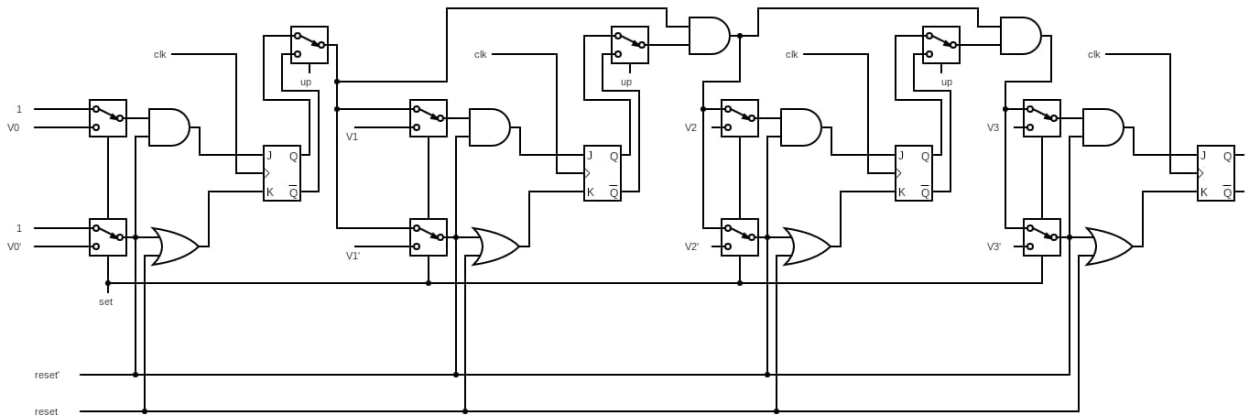 clk
up
clk
up
clk
up
clk
1
V0
V1
V2
V3
J Q
K Q̅
J Q
K Q̅
J Q
K Q̅
J Q
K Q̅
1
V0'
V1'
V2'
V3'
set
reset'
reset